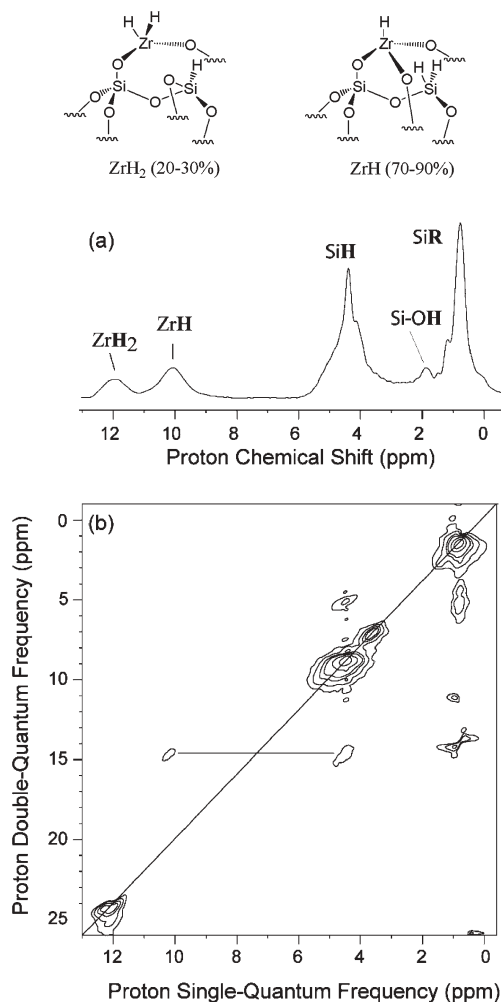 H H
Zr O
O H
Si O Si
O O O O O
ZrH2 (20-30%)
H
Zr O
O O H H
Si Si
O O O O O
ZrH (70-90%)
(a)
SiH
SiR
ZrH2
ZrH
Si-OH
12 10 8 6 4 2 0
Proton Chemical Shift (ppm)
(b)
Proton Double-Quantum Frequency (ppm)
0
5
10
15
20
25
12 10 8 6 4 2 0
Proton Single-Quantum Frequency (ppm)